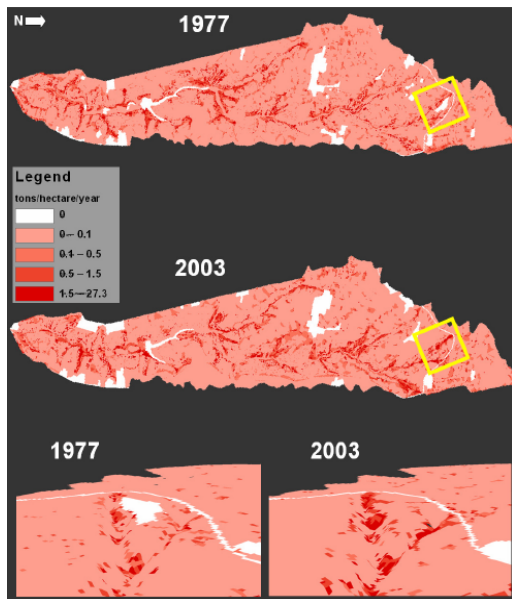 N
1977
Legend
tons/hectare/year
0
0 – 0.1
0.1 – 0.5
0.5 – 1.5
1.5 – 27.3
2003
1977
2003